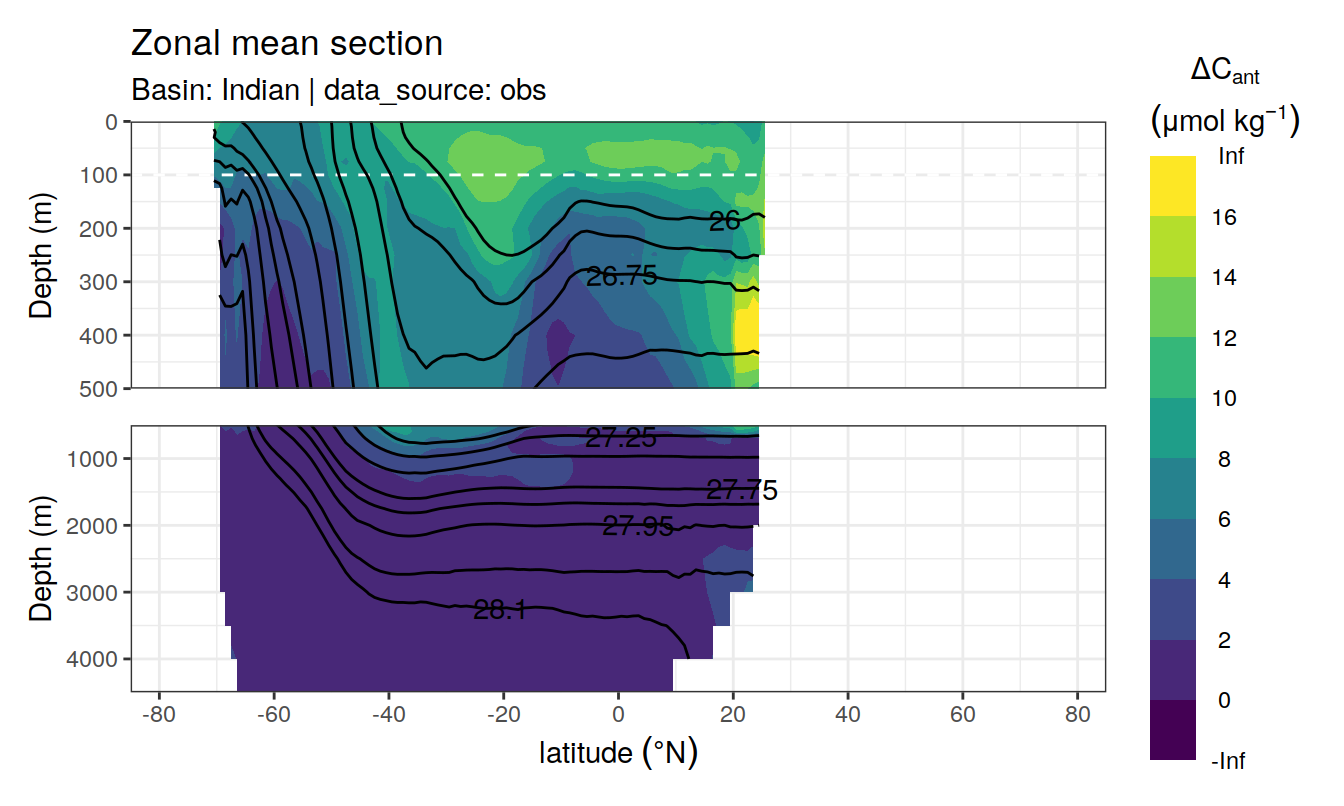 Zonal mean section
Basin: Indian | data_source: obs
ΔCant
(μmol kg⁻¹)
Inf
16
14
12
10
8
6
4
2
0
-Inf
Depth (m)
0
100
200
300
400
500
26
26.75
Depth (m)
1000
2000
3000
4000
27.25
27.75
27.95
28.1
-80 -60 -40 -20 0 20 40 60 80
latitude (°N)